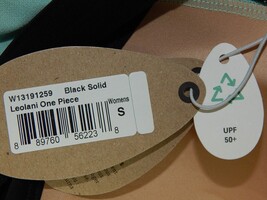 W13191259 Black Solid
Leolani One Piece
Womens
S
8 89760 56223 8
UPF
50+